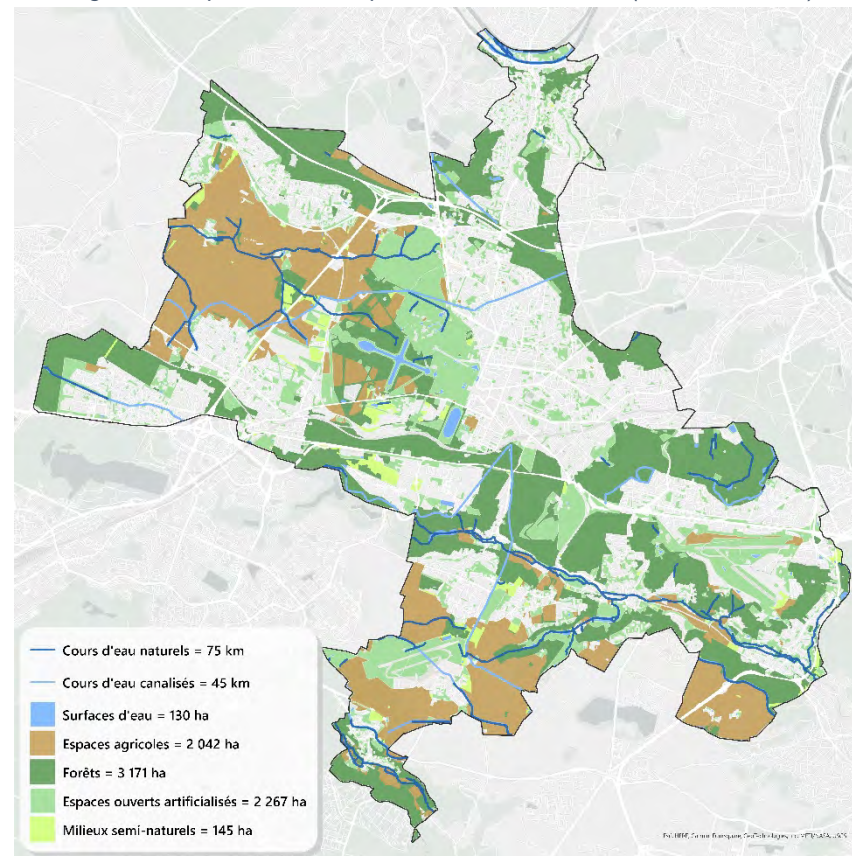 Cours d'eau naturels = 75 km
Cours d'eau canalisés = 45 km
Surfaces d'eau = 130 ha
Espaces agricoles = 2 042 ha
Forêts = 3 171 ha
Espaces ouverts artificialisés = 2 267 ha
Milieux semi-naturels = 145 ha